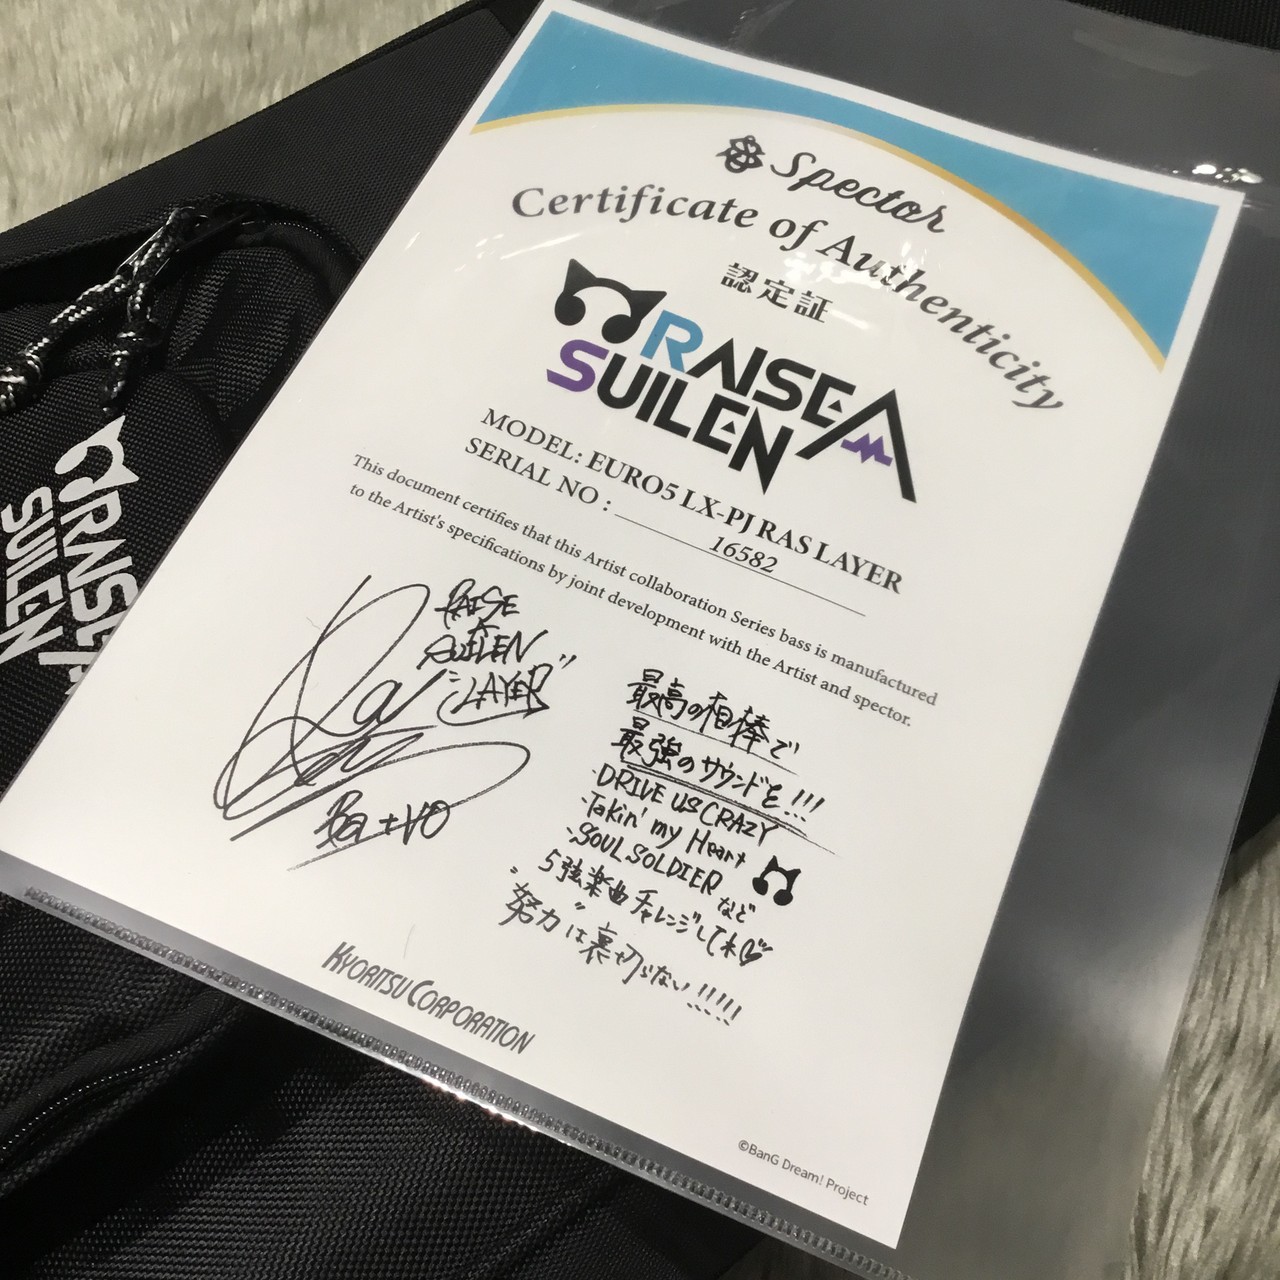 Spector
Certificate of Authenticity
認定証
RAISE A
SUILEN
MODEL: EURO5 LX-PJ RAS LAYER
SERIAL NO : 16582
This document certifies that this Artist collaboration Series bass is manufactured
to the Artist's specifications by joint development with the Artist and spector.
RAISE
A
SUILEN
"LAYER"
Ba+VO
最高の相棒で
最強のサウンドを!!!
・DRIVE US CRAZY
・Takin' my Heart
・SOUL SOLDIER など
5弦楽曲チャレンジしてね♡
"努力"は裏切らない!!!!!
KYORITSU CORPORATION
©BanG Dream! Project
RAISE A
SUILEN